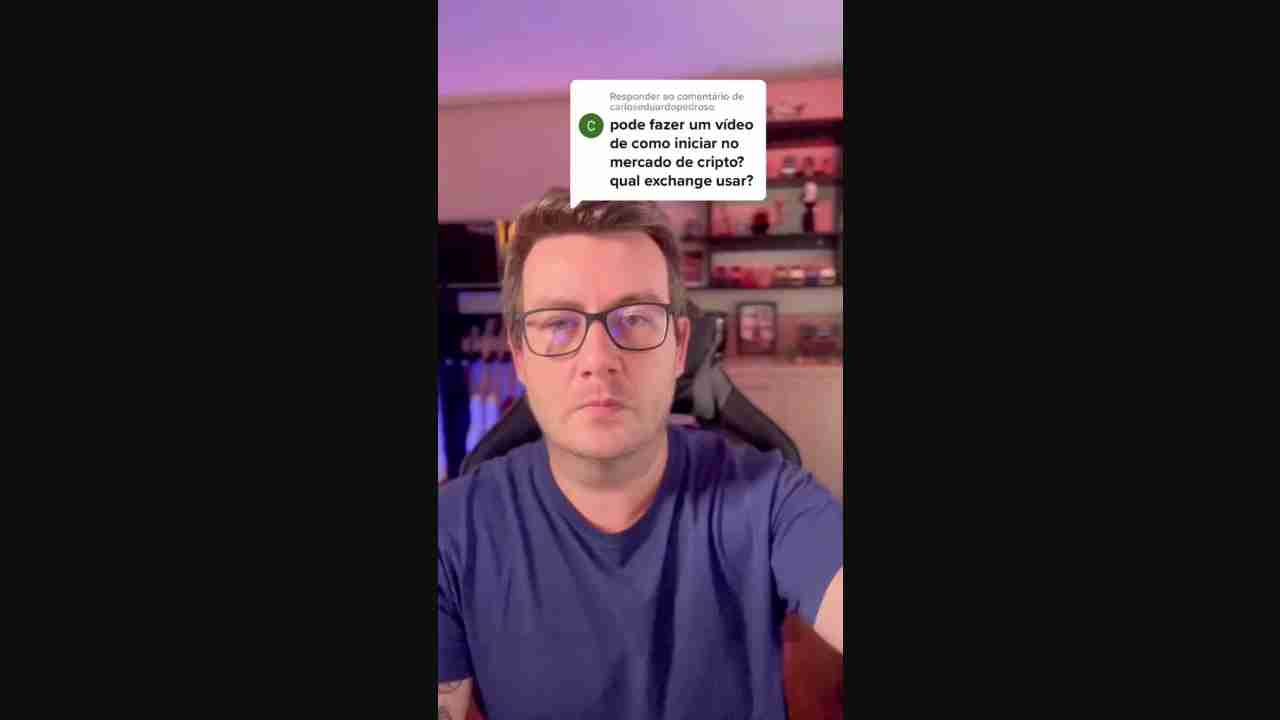 Responder ao comentário de
carloseduardopedroso
C
pode fazer um vídeo
de como iniciar no
mercado de cripto?
qual exchange usar?